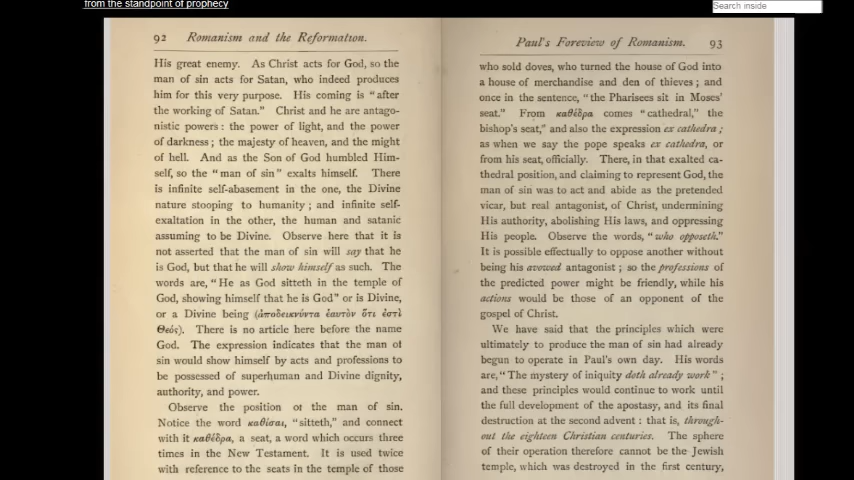 from the standpoint of prophecy
Search inside
92 Romanism and the Reformation.
His great enemy. As Christ acts for God, so the
man of sin acts for Satan, who indeed produces
him for this very purpose. His coming is "after
the working of Satan." Christ and he are antago-
nistic powers: the power of light, and the power
of darkness; the majesty of heaven, and the might
of hell. And as the Son of God humbled Him-
self, so the "man of sin" exalts himself. There
is infinite self-abasement in the one, the Divine
nature stooping to humanity; and infinite self-
exaltation in the other, the human and satanic
assuming to be Divine. Observe here that it is
not asserted that the man of sin will say that he
is God, but that he will show himself as such. The
words are, "He as God sitteth in the temple of
God, showing himself that he is God" or is Divine,
or a Divine being (ἀποδεικνύντα ἑαυτὸν ὅτι ἐστὶ
Θεός). There is no article here before the name
God. The expression indicates that the man of
sin would show himself by acts and professions to
be possessed of superhuman and Divine dignity,
authority, and power.
Observe the position of the man of sin.
Notice the word καθίσαι, "sitteth," and connect
with it καθέδρα, a seat, a word which occurs three
times in the New Testament. It is used twice
with reference to the seats in the temple of those
Paul's Foreview of Romanism. 93
who sold doves, who turned the house of God into
a house of merchandise and den of thieves; and
once in the sentence, "the Pharisees sit in Moses'
seat." From καθέδρα comes "cathedral," the
bishop's seat," and also the expression ex cathedra;
as when we say the pope speaks ex cathedra, or
from his seat, officially. There, in that exalted ca-
thedral position, and claiming to represent God, the
man of sin was to act and abide as the pretended
vicar, but real antagonist, of Christ, undermining
His authority, abolishing His laws, and oppressing
His people. Observe the words, "who opposeth."
It is possible effectually to oppose another without
being his avowed antagonist; so the professions of
the predicted power might be friendly, while his
actions would be those of an opponent of the
gospel of Christ.
We have said that the principles which were
ultimately to produce the man of sin had already
begun to operate in Paul's own day. His words
are, "The mystery of iniquity doth already work";
and these principles would continue to work until
the full development of the apostasy, and its final
destruction at the second advent: that is, through-
out the eighteen Christian centuries. The sphere
of their operation therefore cannot be the Jewish
temple, which was destroyed in the first century,